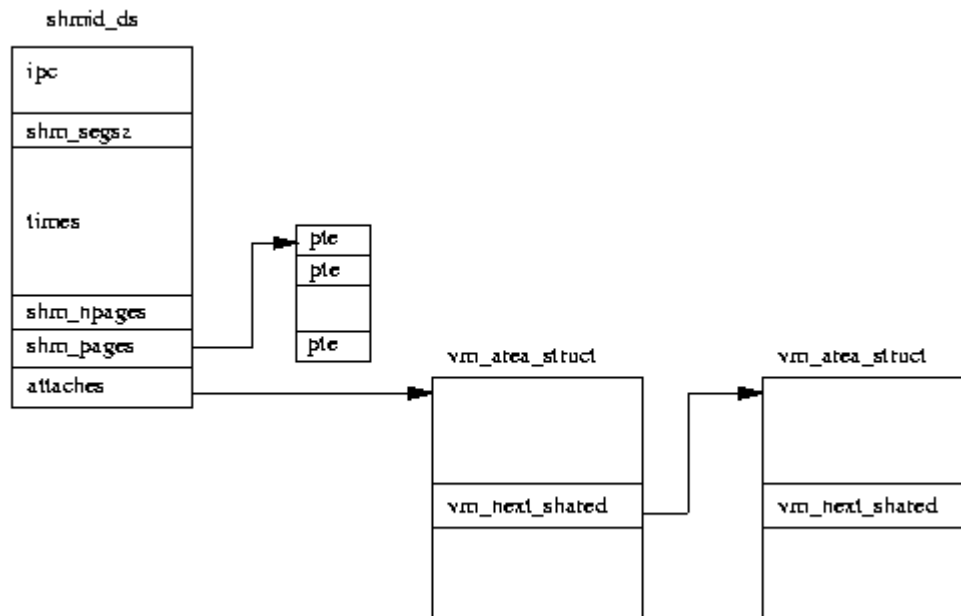 shmid_ds
ipc
shm_segsz
times
pte
pte
shm_npages
shm_pages
pte
attaches
vm_area_struct
vm_area_struct
vm_next_shared
vm_next_shared